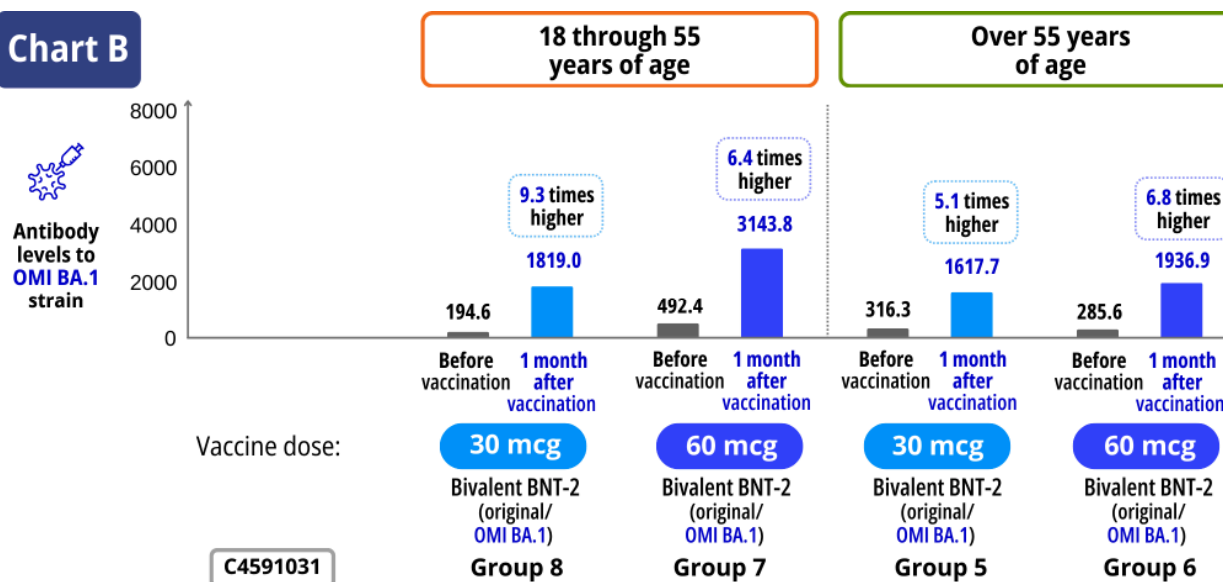 Chart B
18 through 55
years of age
Over 55 years
of age
Antibody
levels to
OMI BA.1
strain
8000
6000
4000
2000
0
9.3 times
higher
1819.0
194.6
6.4 times
higher
3143.8
492.4
5.1 times
higher
1617.7
316.3
6.8 times
higher
1936.9
285.6
Before
vaccination
1 month
after
vaccination
Before
vaccination
1 month
after
vaccination
Before
vaccination
1 month
after
vaccination
Before
vaccination
1 month
after
vaccination
Vaccine dose:
30 mcg
60 mcg
30 mcg
60 mcg
Bivalent BNT-2
(original/
OMI BA.1)
Group 8
Bivalent BNT-2
(original/
OMI BA.1)
Group 7
Bivalent BNT-2
(original/
OMI BA.1)
Group 5
Bivalent BNT-2
(original/
OMI BA.1)
Group 6
C4591031